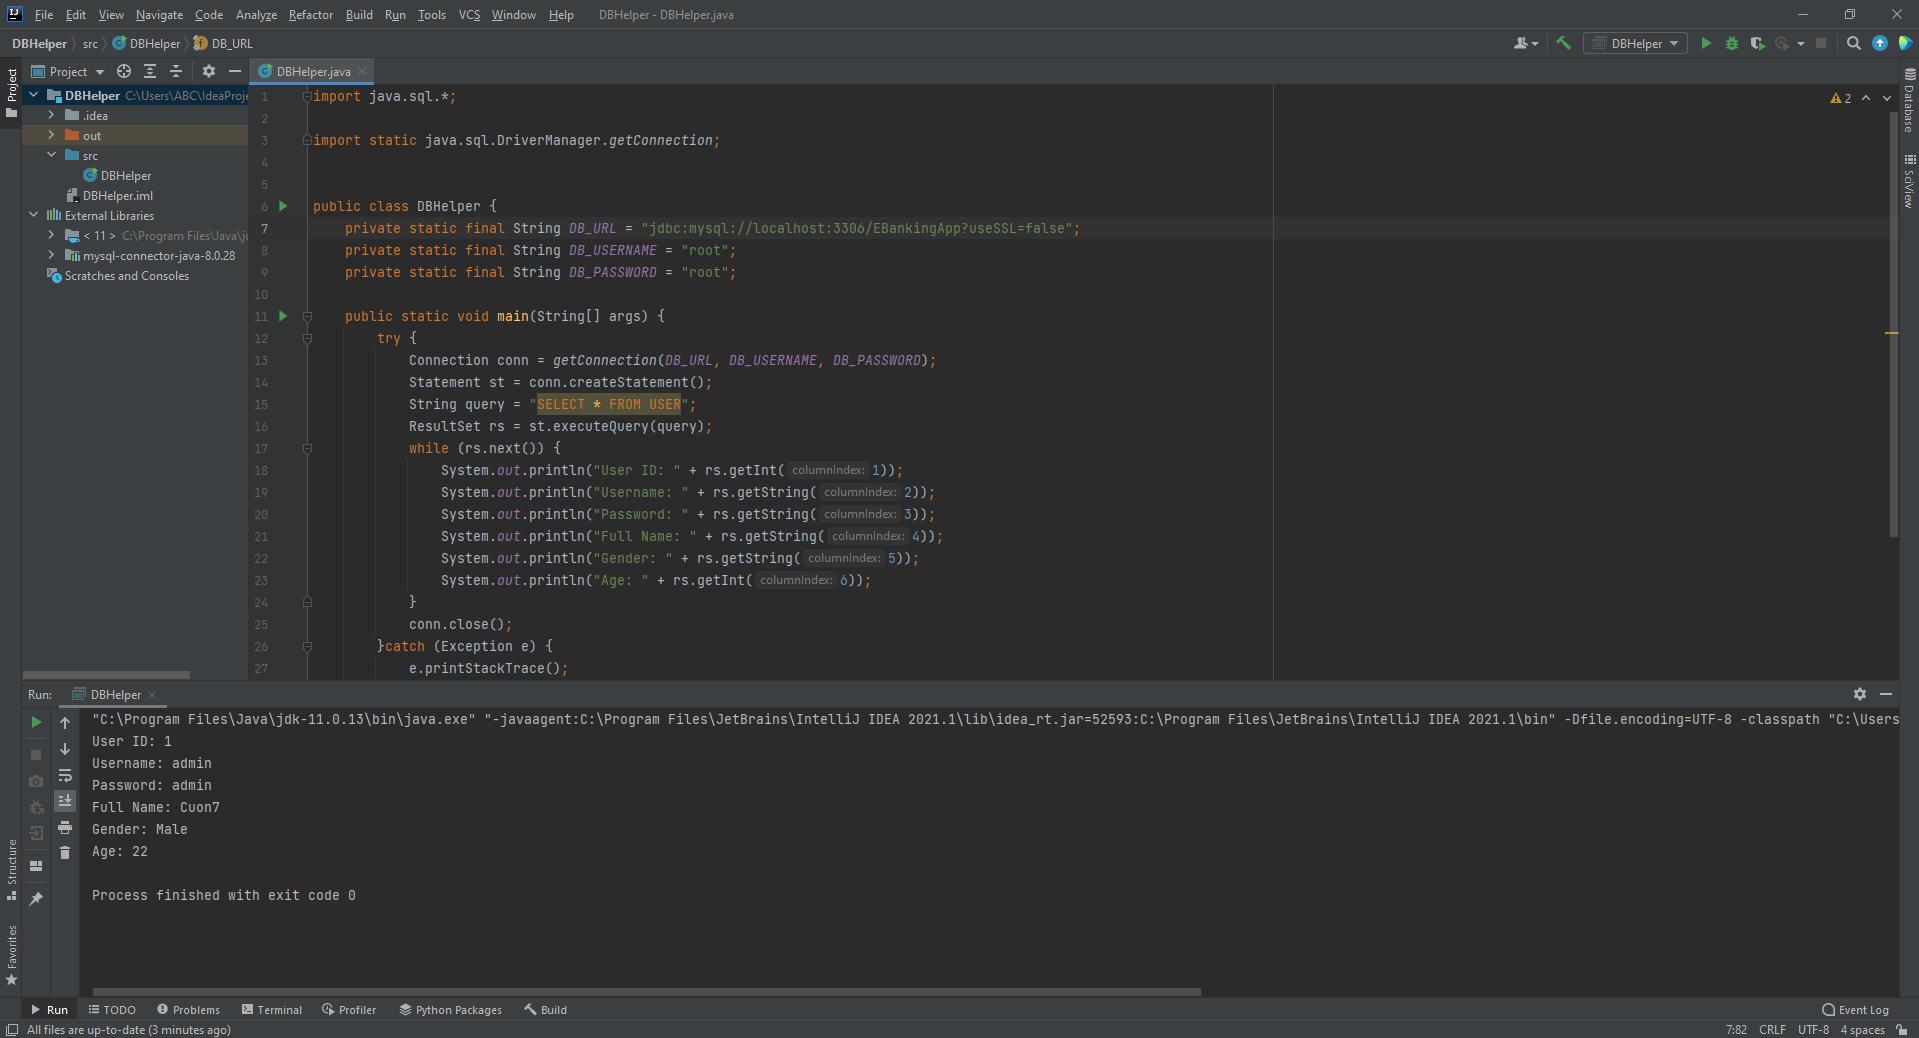 File Edit View Navigate Code Analyze Refactor Build Run Tools VCS Window Help DBHelper - DBHelper.java
DBHelper src DBHelper DB_URL
DBHelper
Project
DBHelper.java
Project
DBHelper C:\Users\ABC\IdeaProje
.idea
out
src
DBHelper
DBHelper.iml
External Libraries
< 11 > C:\Program Files\Java\j
mysql-connector-java-8.0.28
Scratches and Consoles
2
1 import java.sql.*;
2
3 import static java.sql.DriverManager.getConnection;
4
5
6 public class DBHelper {
7 private static final String DB_URL = "jdbc:mysql://localhost:3306/EBankingApp?useSSL=false";
8 private static final String DB_USERNAME = "root";
9 private static final String DB_PASSWORD = "root";
10
11 public static void main(String[] args) {
12 try {
13 Connection conn = getConnection(DB_URL, DB_USERNAME, DB_PASSWORD);
14 Statement st = conn.createStatement();
15 String query = "SELECT * FROM USER";
16 ResultSet rs = st.executeQuery(query);
17 while (rs.next()) {
18 System.out.println("User ID: " + rs.getInt( columnIndex: 1));
19 System.out.println("Username: " + rs.getString( columnIndex: 2));
20 System.out.println("Password: " + rs.getString( columnIndex: 3));
21 System.out.println("Full Name: " + rs.getString( columnIndex: 4));
22 System.out.println("Gender: " + rs.getString( columnIndex: 5));
23 System.out.println("Age: " + rs.getInt( columnIndex: 6));
24 }
25 conn.close();
26 }catch (Exception e) {
27 e.printStackTrace();
Database
SciView
Run: DBHelper
"C:\Program Files\Java\jdk-11.0.13\bin\java.exe" "-javaagent:C:\Program Files\JetBrains\IntelliJ IDEA 2021.1\lib\idea_rt.jar=52593:C:\Program Files\JetBrains\IntelliJ IDEA 2021.1\bin" -Dfile.encoding=UTF-8 -classpath "C:\Users
User ID: 1
Username: admin
Password: admin
Full Name: Cuon7
Gender: Male
Age: 22
Process finished with exit code 0
Structure
Favorites
Run TODO Problems Terminal Profiler Python Packages Build Event Log
All files are up-to-date (3 minutes ago) 7:82 CRLF UTF-8 4 spaces